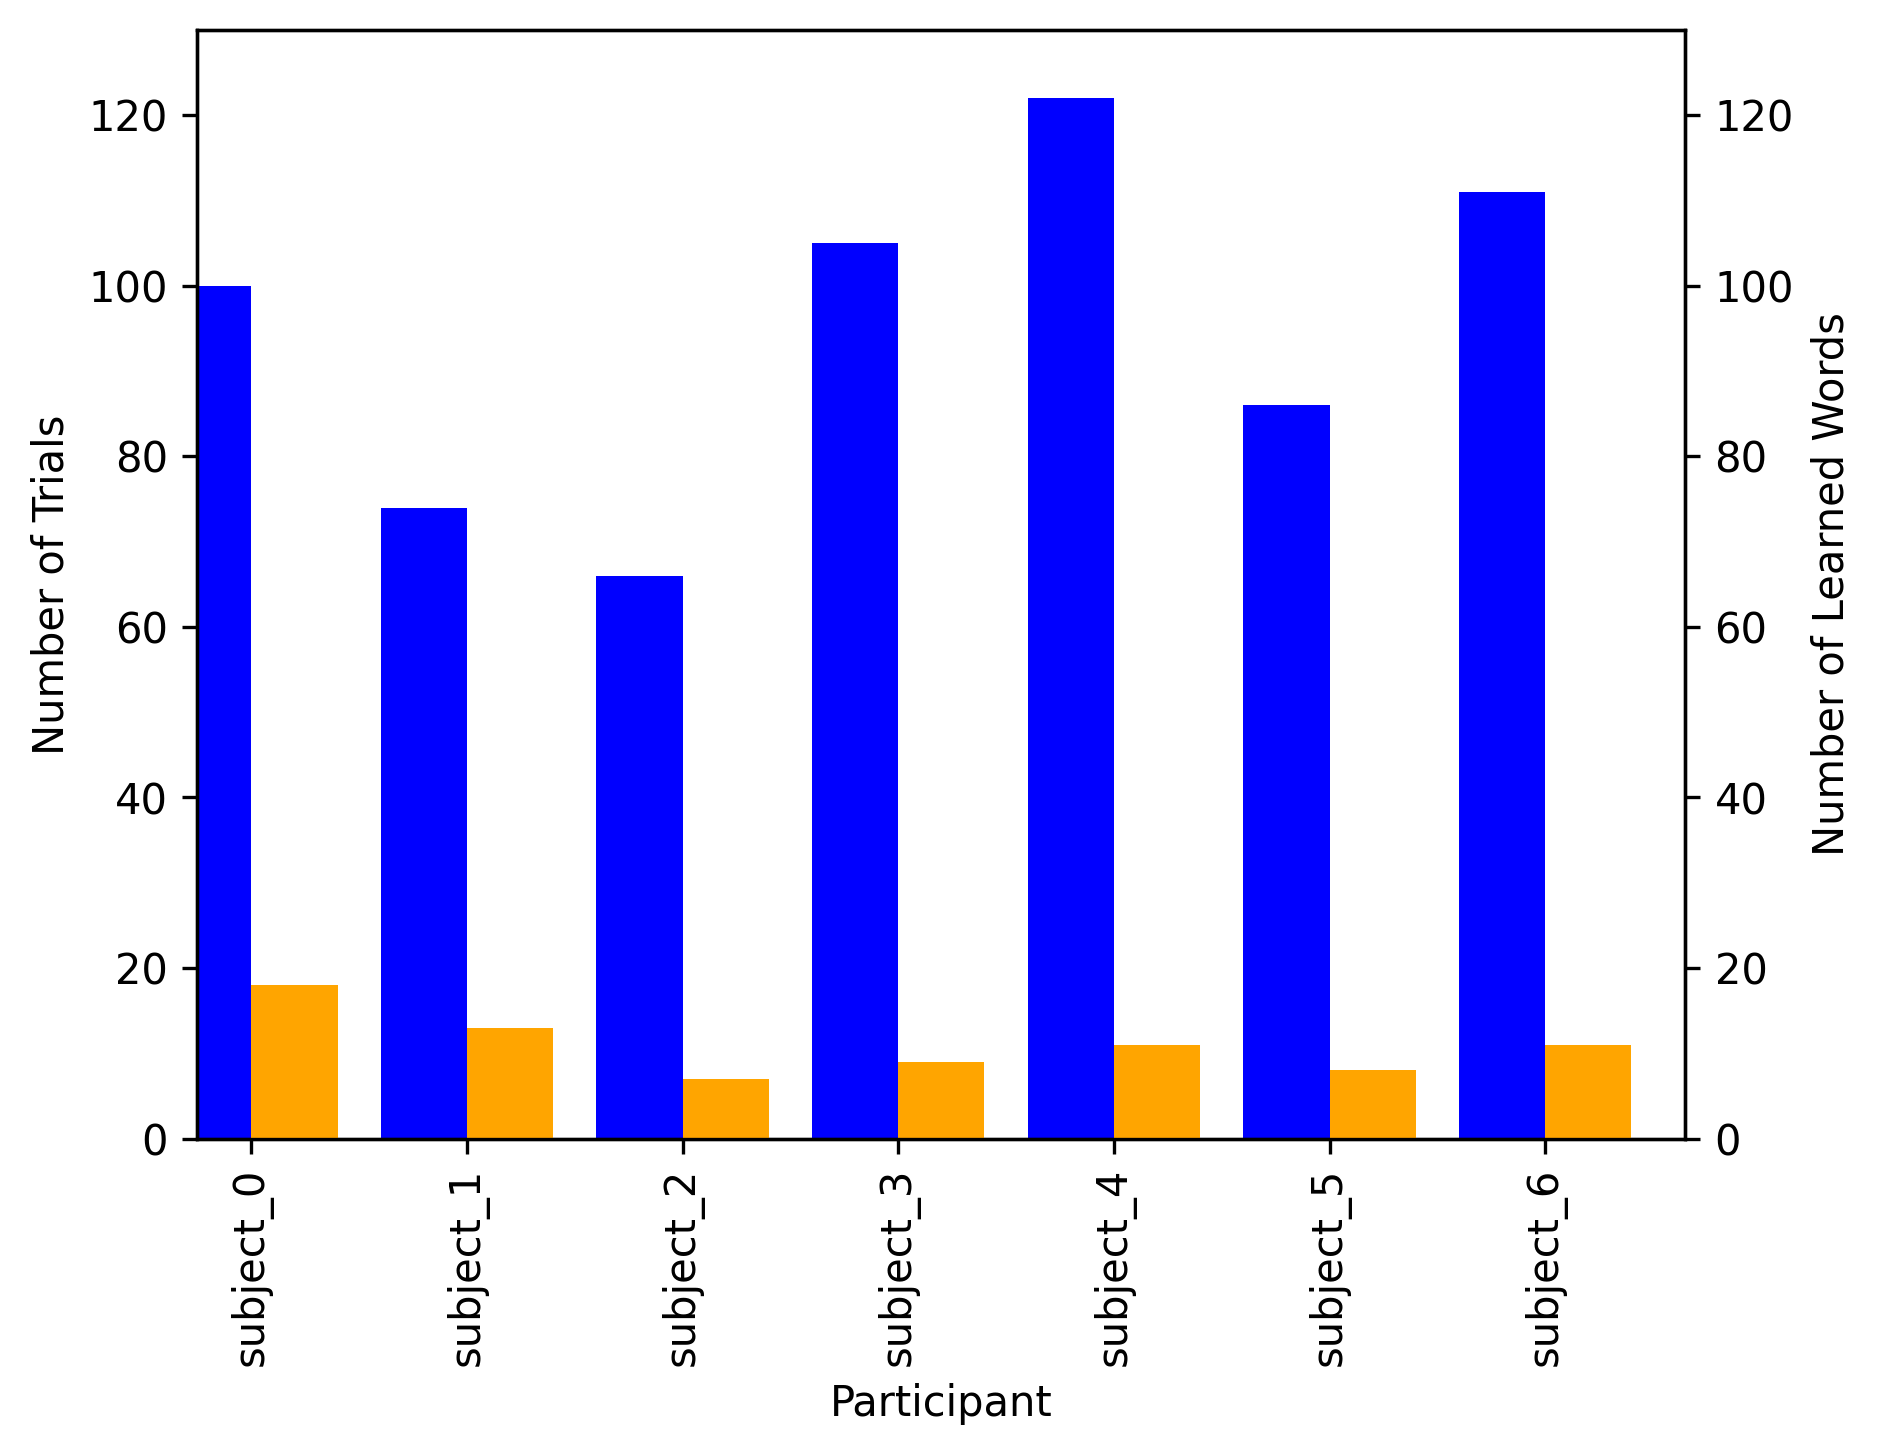 120
100
80
60
40
20
0
Number of Trials
120
100
80
60
40
20
0
Number of Learned Words
subject_0
subject_1
subject_2
subject_3
subject_4
subject_5
subject_6
Participant